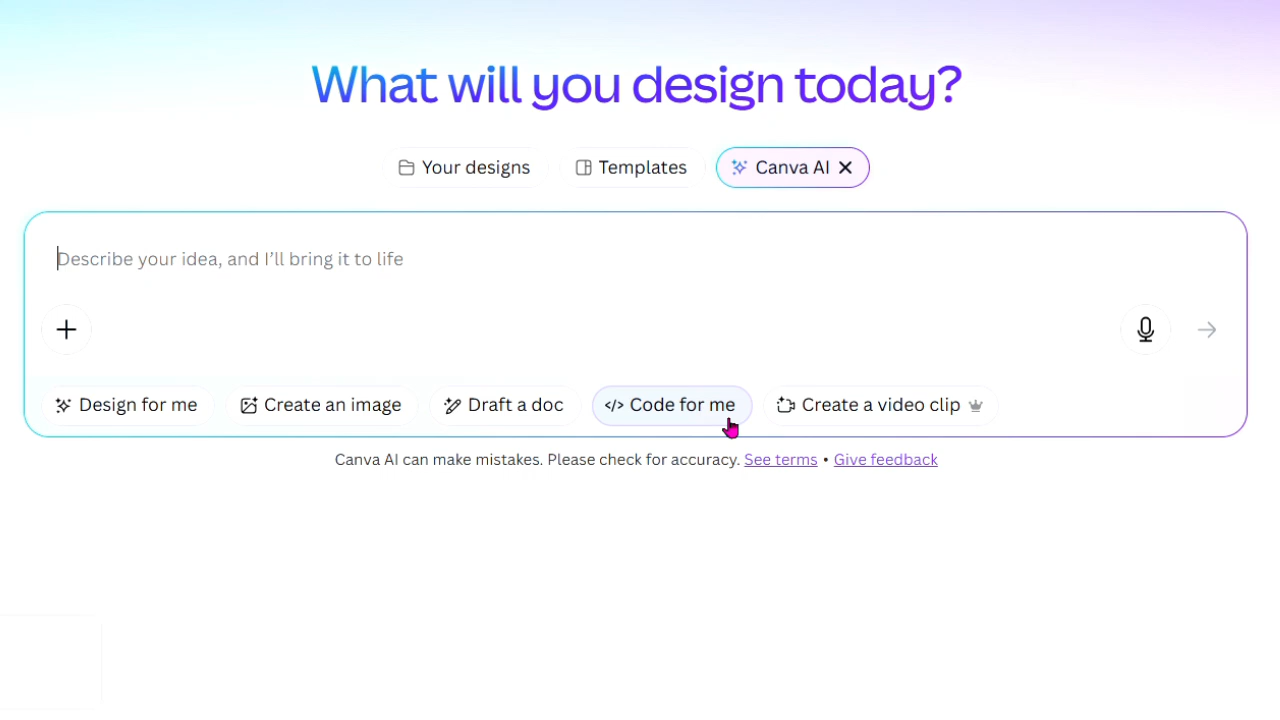 What will you design today?
Your designs Templates Canva AI
Describe your idea, and I’ll bring it to life
Design for me Create an image Draft a doc </> Code for me Create a video clip
Canva AI can make mistakes. Please check for accuracy. See terms • Give feedback